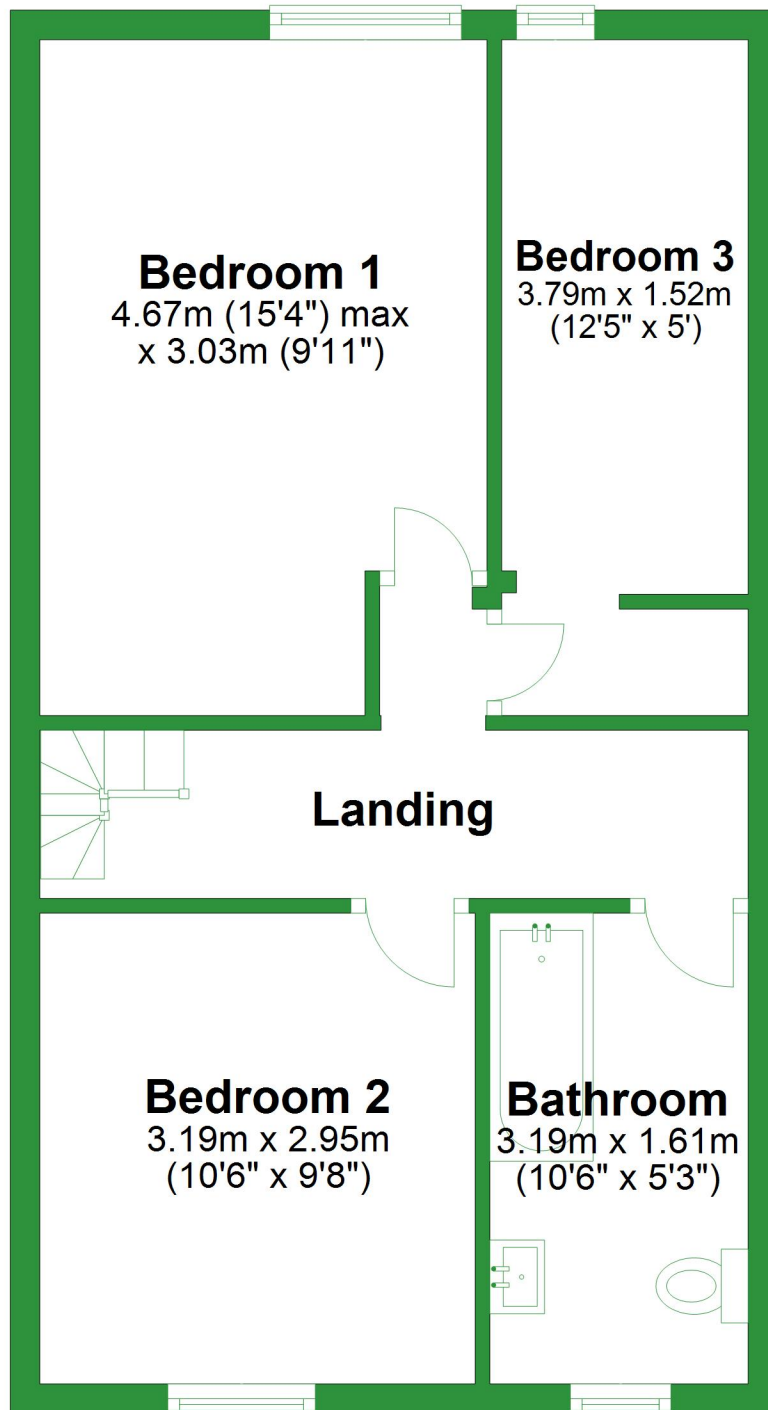 Bedroom 1
4.67m (15'4") max
x 3.03m (9'11")
Bedroom 3
3.79m x 1.52m
(12'5" x 5')
Landing
Bedroom 2
3.19m x 2.95m
(10'6" x 9'8")
Bathroom
3.19m x 1.61m
(10'6" x 5'3")